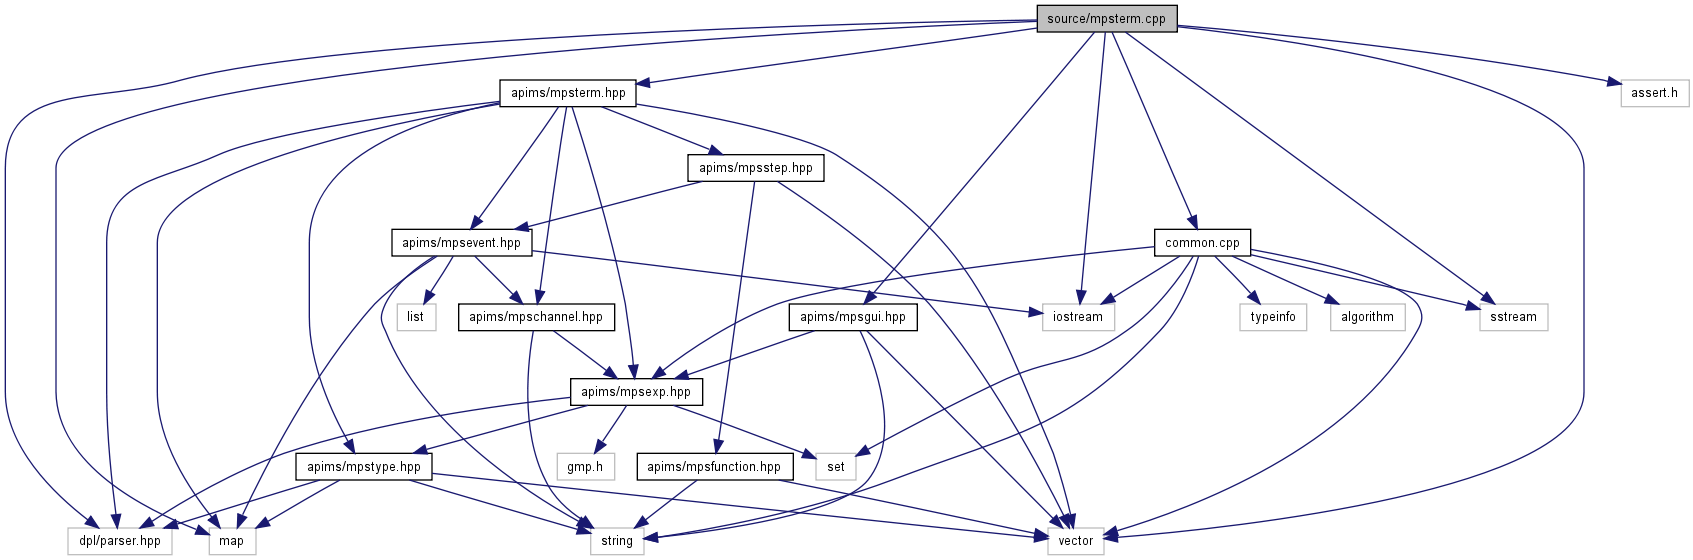 source/mpsterm.cpp
apims/mpsterm.hpp
assert.h
apims/mpsstep.hpp
apims/mpsevent.hpp
common.cpp
list
apims/mpschannel.hpp
apims/mpsgui.hpp
iostream
typeinfo
algorithm
sstream
apims/mpsexp.hpp
apims/mpstype.hpp
gmp.h
apims/mpsfunction.hpp
set
dpl/parser.hpp
map
string
vector